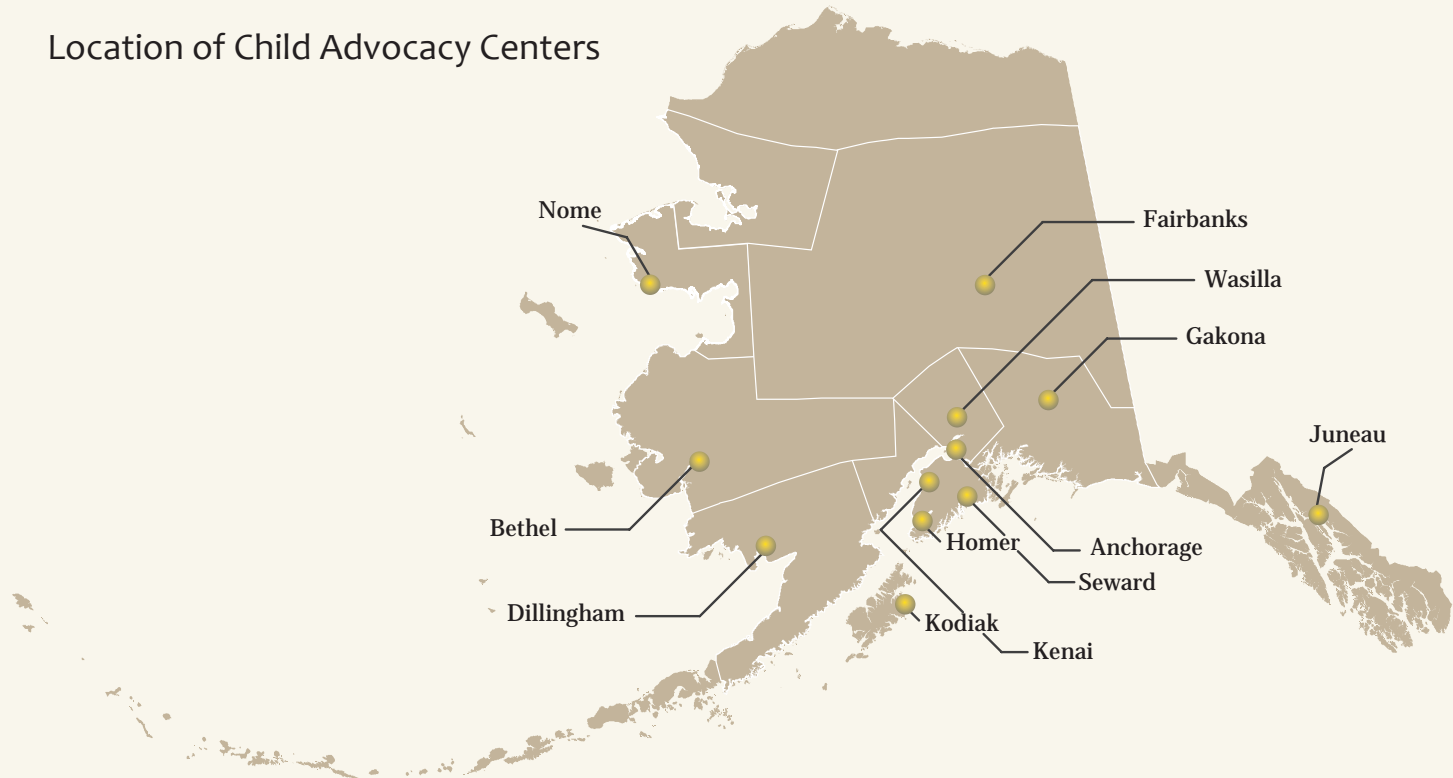 Location of Child Advocacy Centers
Nome
Fairbanks
Wasilla
Gakona
Juneau
Bethel
Homer
Anchorage
Seward
Dillingham
Kodiak
Kenai